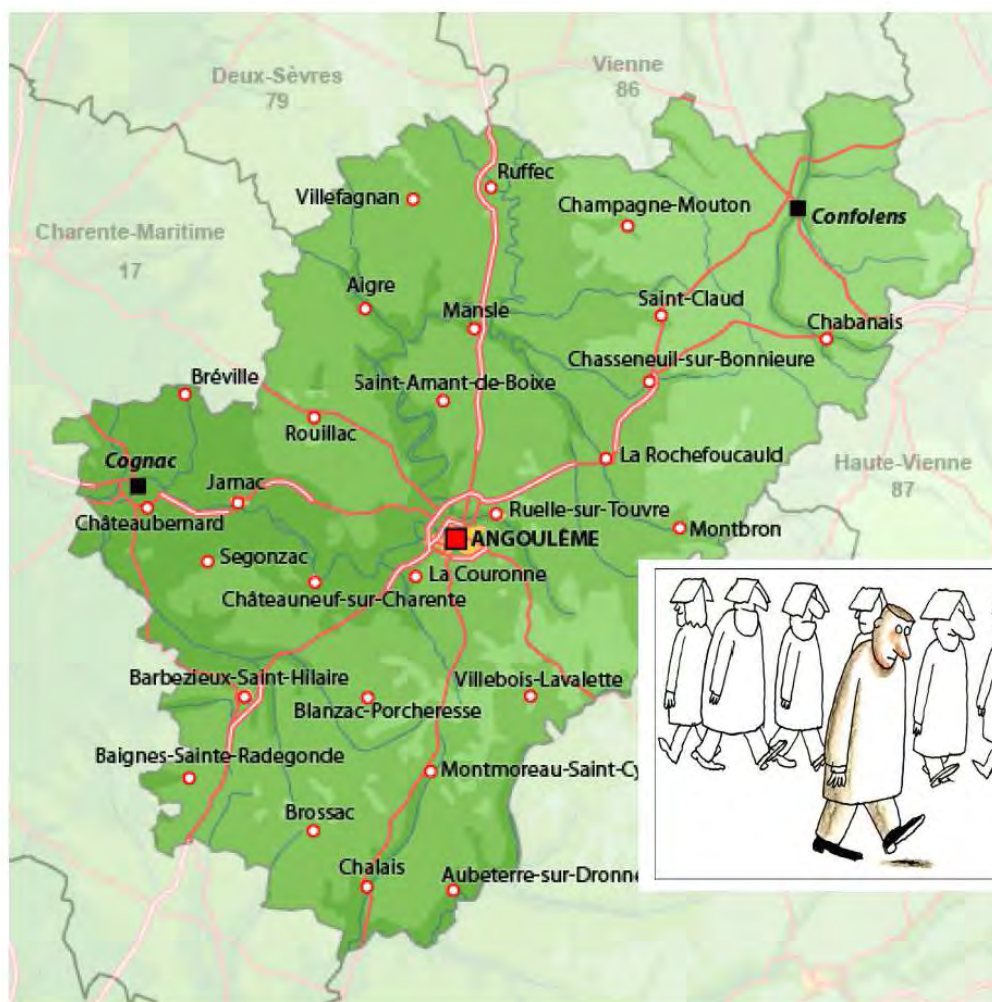 Deux-Sèvres
79
Vienne
86
Ruffec
Villefagnan
Champagne-Mouton
Confolens
Charente-Maritime
17
Aigre
Mansle
Saint-Claud
Chabanais
Chasseneuil-sur-Bonnieure
Bréville
Saint-Amant-de-Boixe
Rouillac
La Rochefoucauld
Haute-Vienne
87
Cognac
Jarnac
Châteaubernard
Ruelle-sur-Touvre
Montbron
ANGOULÊME
Segonzac
La Couronne
Châteauneuf-sur-Charente
Barbezieux-Saint-Hilaire
Villebois-Lavalette
Blanzac-Porcheresse
Baignes-Sainte-Radegonde
Montmoreau-Saint-Cy
Brossac
Chalais
Aubeterre-sur-Dronne